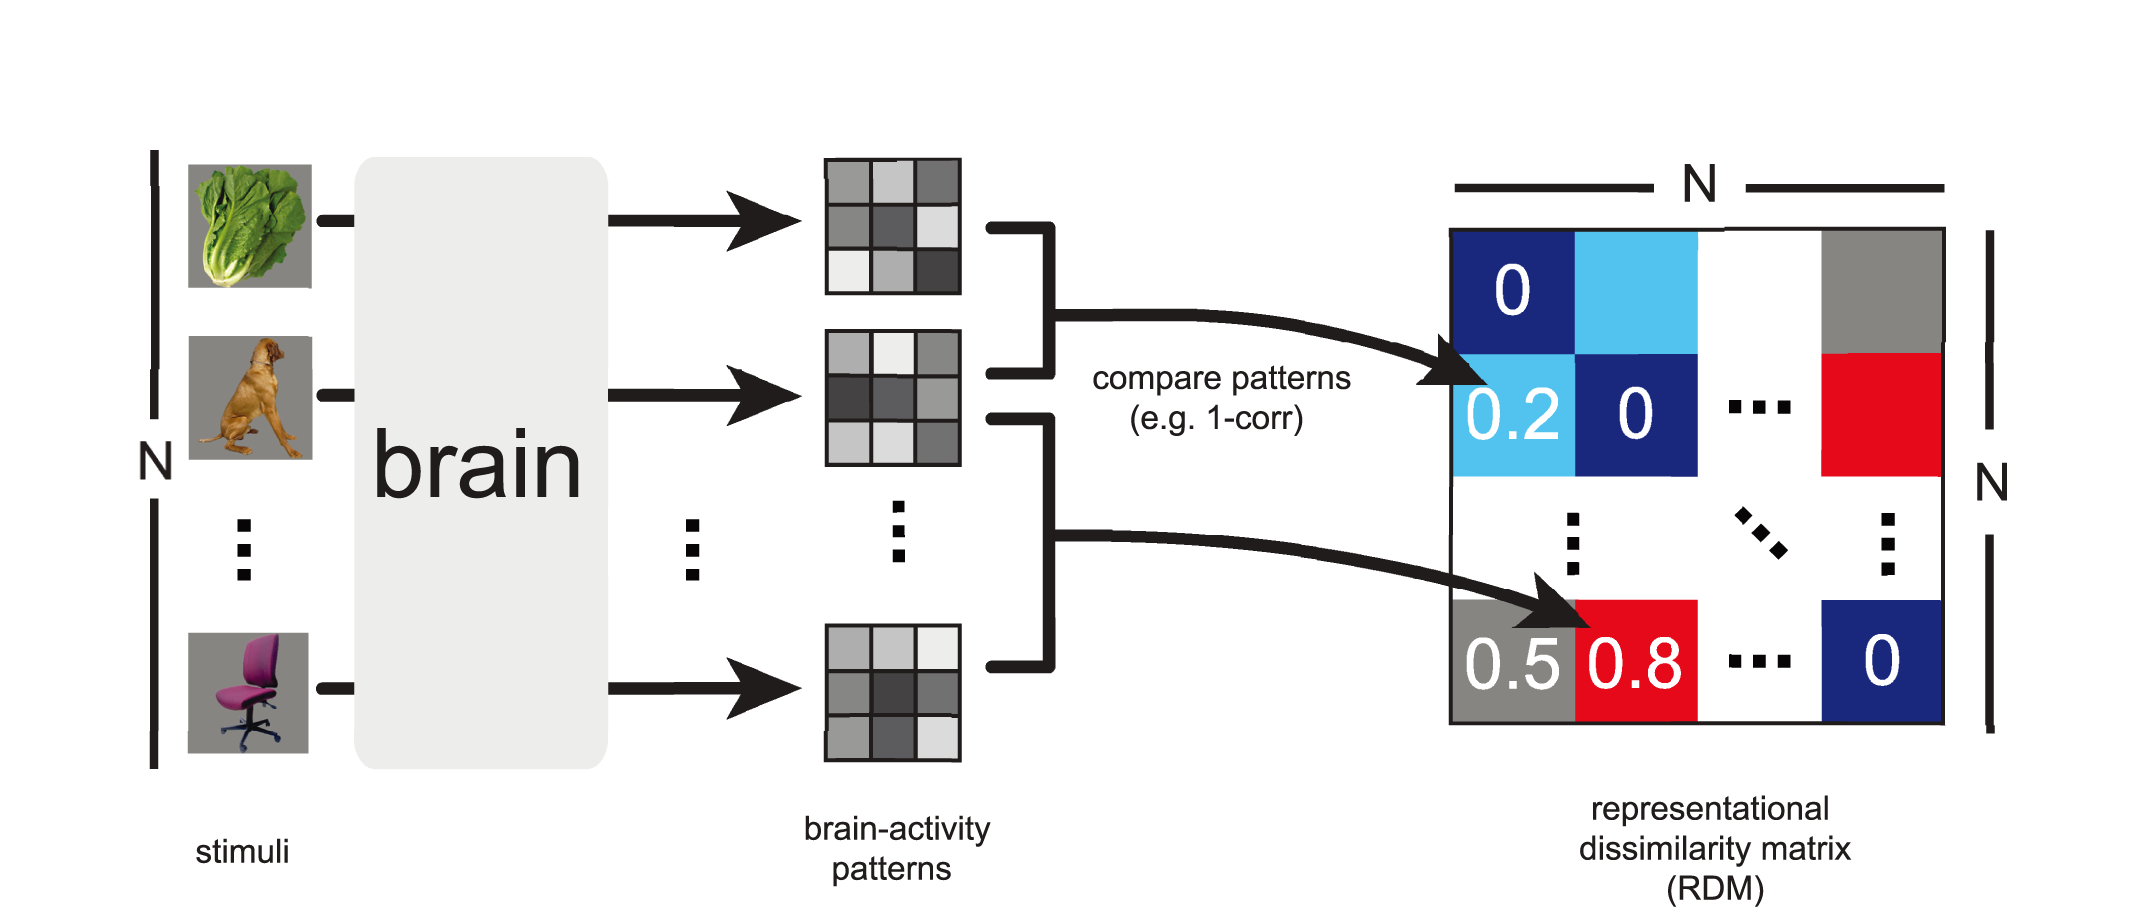 N
brain
stimuli
brain-activity
patterns
compare patterns
(e.g. 1-corr)
N
0
0.2 0
0.5 0.8 0
N
representational
dissimilarity matrix
(RDM)